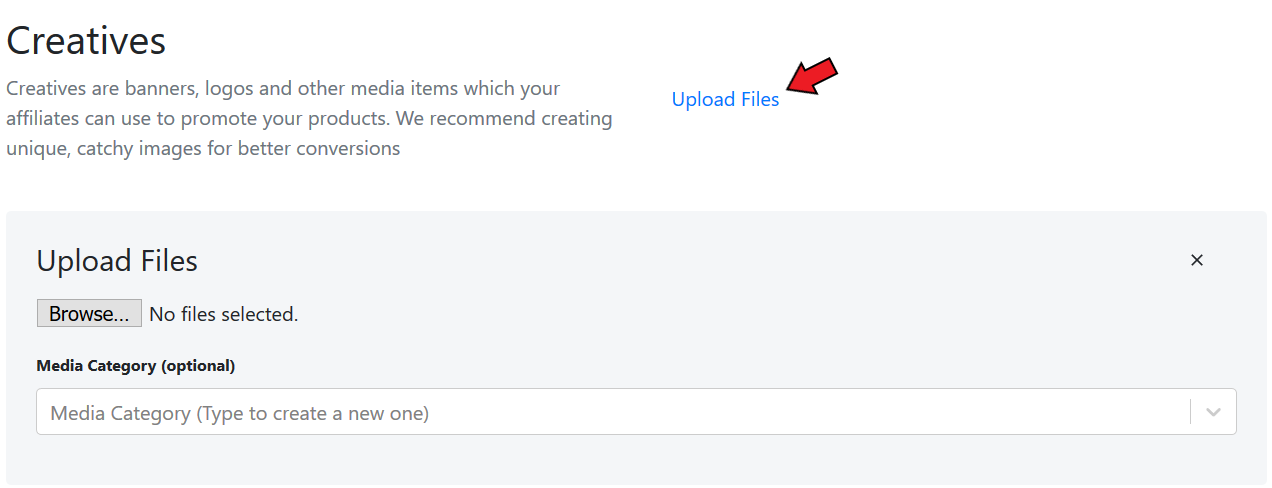 Creatives
Creatives are banners, logos and other media items which your
affiliates can use to promote your products. We recommend creating
unique, catchy images for better conversions
Upload Files
Upload Files
Browse... No files selected.
Media Category (optional)
Media Category (Type to create a new one)